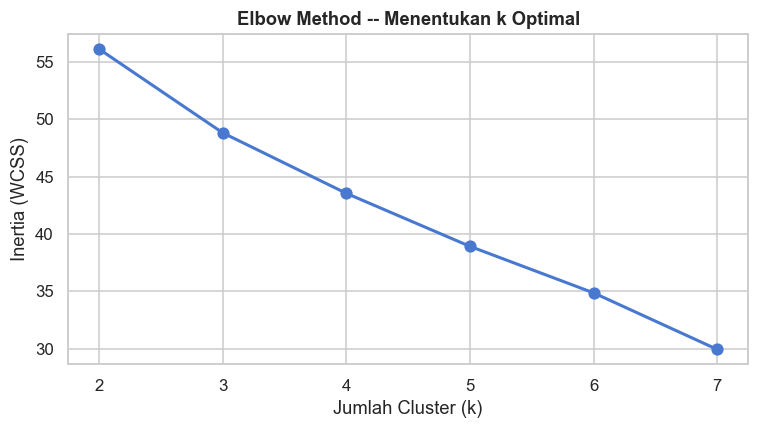 Elbow Method -- Menentukan k Optimal
Inertia (WCSS)
55
50
45
40
35
30
2 3 4 5 6 7
Jumlah Cluster (k)